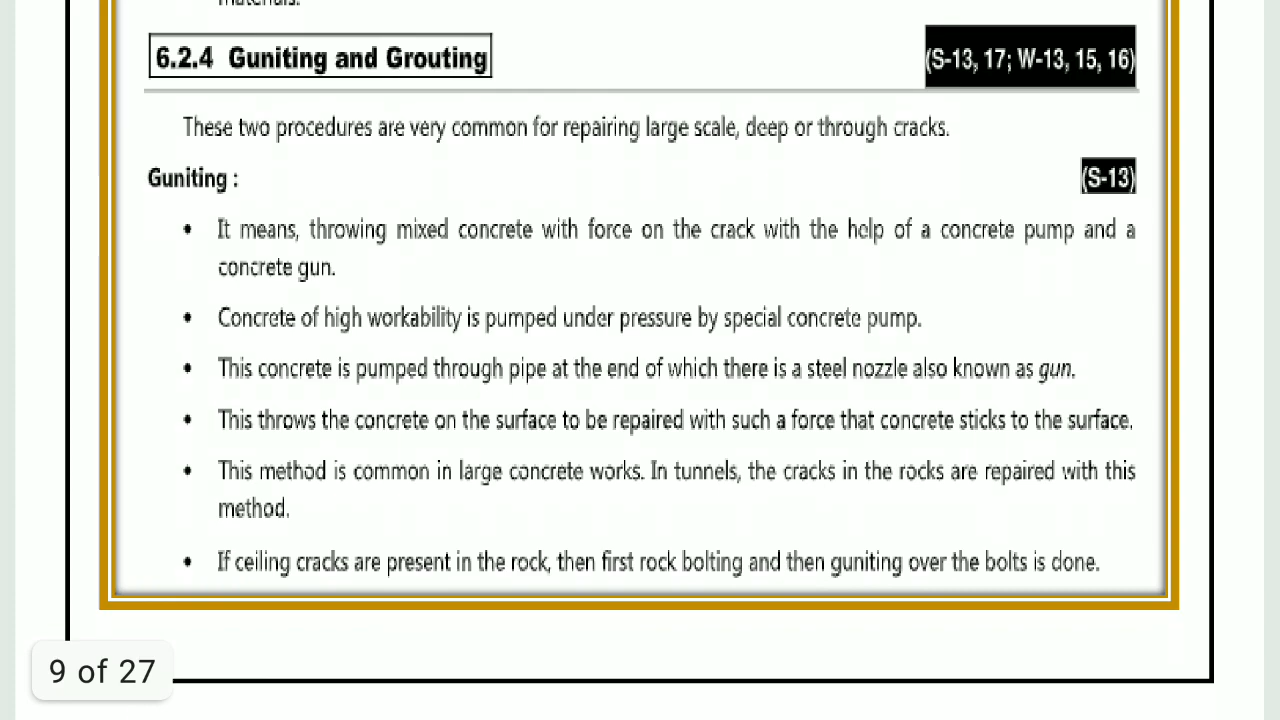 materials.
6.2.4 Guniting and Grouting (S-13, 17; W-13, 15, 16)
These two procedures are very common for repairing large scale, deep or through cracks.
Guniting : (S-13)
• It means, throwing mixed concrete with force on the crack with the help of a concrete pump and a
concrete gun.
• Concrete of high workability is pumped under pressure by special concrete pump.
• This concrete is pumped through pipe at the end of which there is a steel nozzle also known as gun.
• This throws the concrete on the surface to be repaired with such a force that concrete sticks to the surface.
• This method is common in large concrete works. In tunnels, the cracks in the rocks are repaired with this
method.
• If ceiling cracks are present in the rock, then first rock bolting and then guniting over the bolts is done.
9 of 27